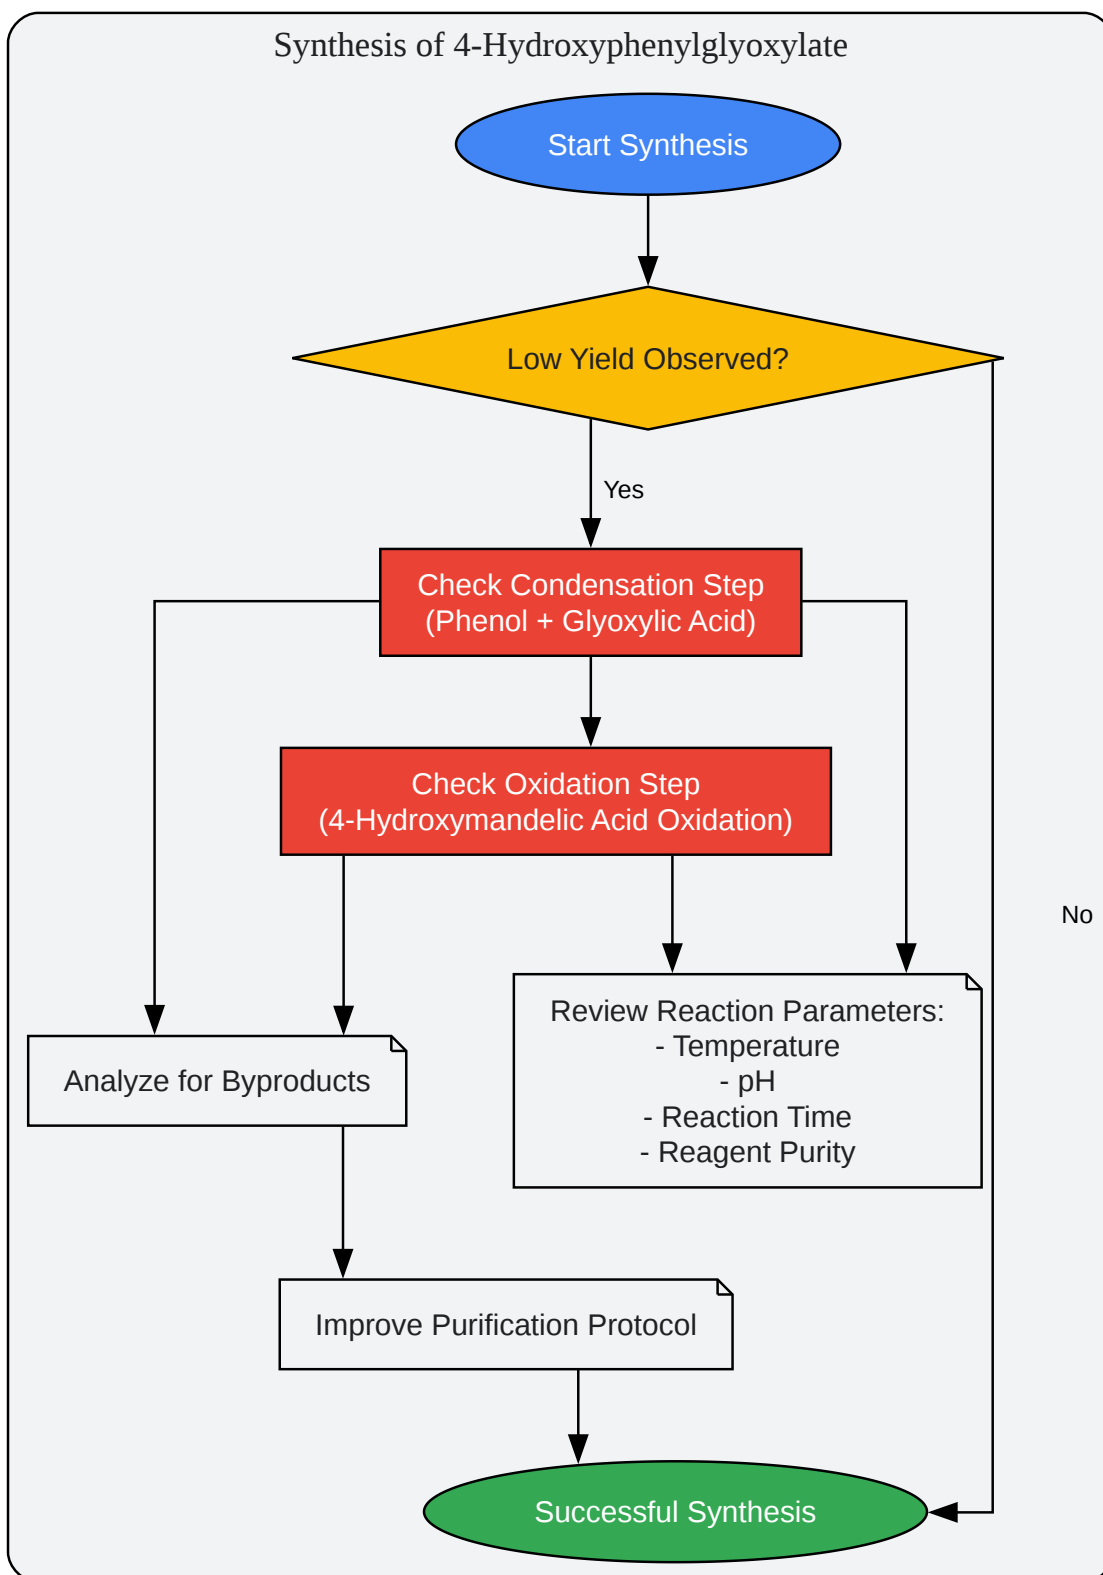 Synthesis of 4-Hydroxyphenylglyoxylate
Start Synthesis
Low Yield Observed?
Yes
Check Condensation Step
(Phenol + Glyoxylic Acid)
Check Oxidation Step
(4-Hydroxymandelic Acid Oxidation)
No
Review Reaction Parameters:
- Temperature
- pH
- Reaction Time
- Reagent Purity
Analyze for Byproducts
Improve Purification Protocol
Successful Synthesis